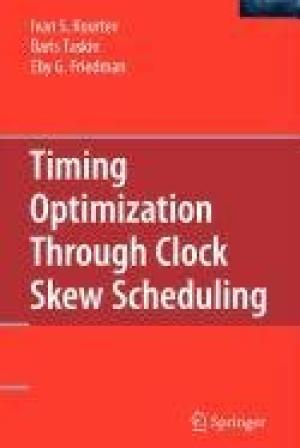 Ivan S. Kourtev
Baris Taskin
Eby G. Friedman
Timing
Optimization
Through Clock
Skew Scheduling
Springer